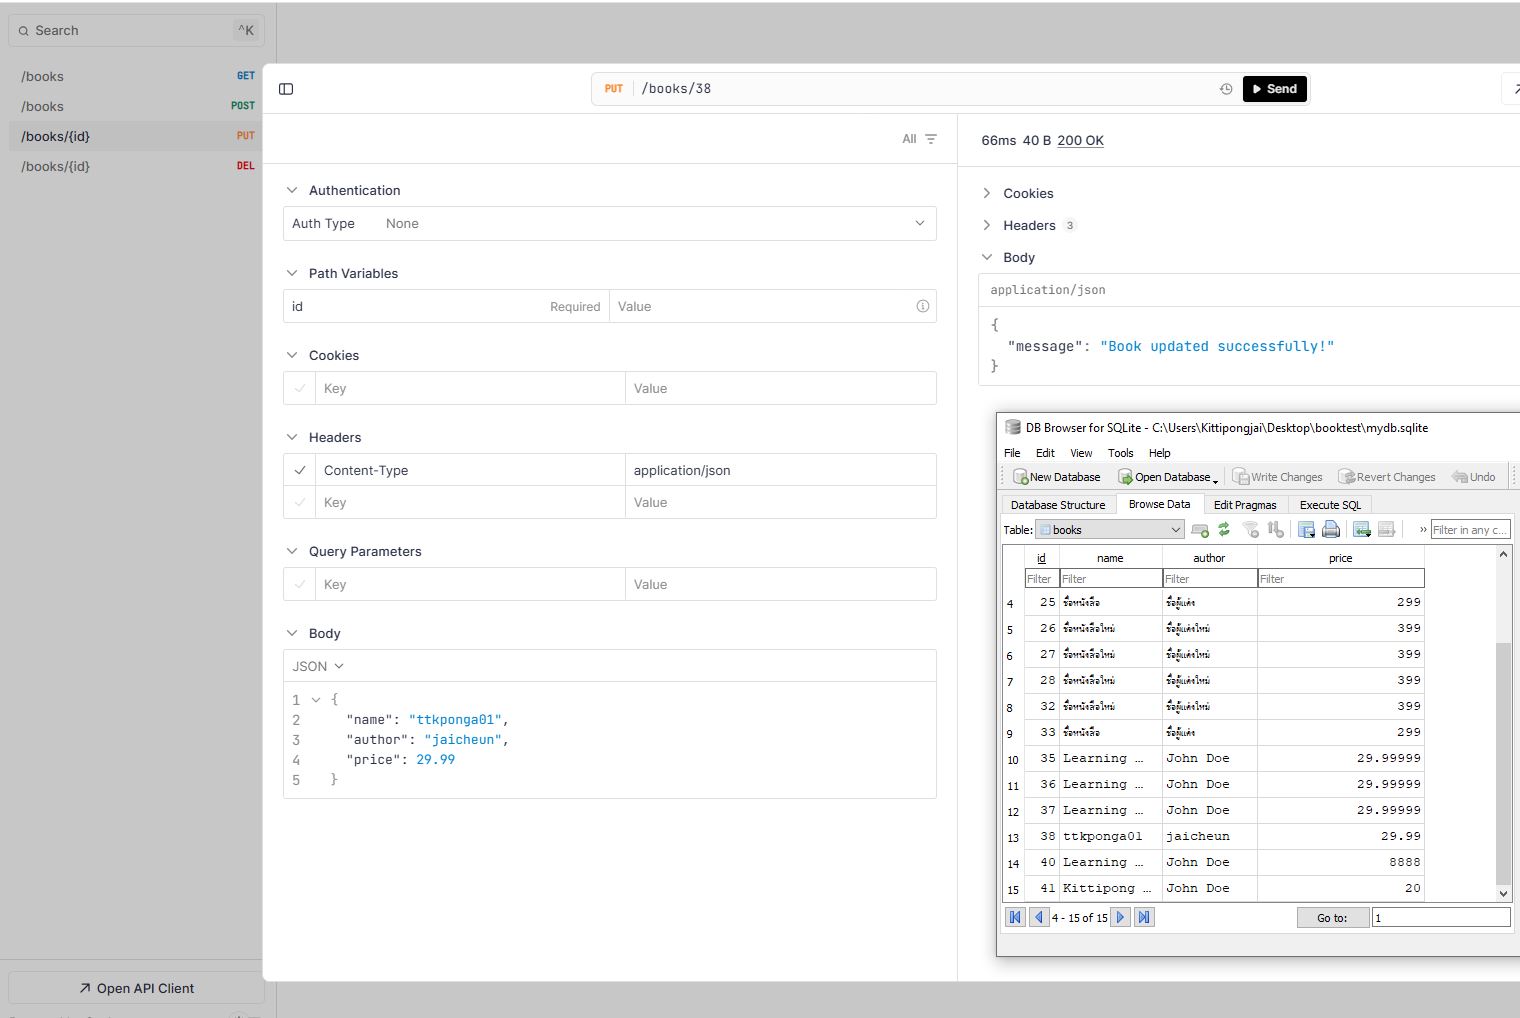 Search ^K
/books GET
/books POST
/books/{id} PUT
/books/{id} DEL
Open API Client
PUT /books/38 Send
All
Authentication
Auth Type None
Path Variables
id Required Value
Cookies
Key Value
Headers
Content-Type application/json
Key Value
Query Parameters
Key Value
Body
JSON
1 {
2 "name": "ttkponga01",
3 "author": "jaicheun",
4 "price": 29.99
5 }
66ms 40 B 200 OK
Cookies
Headers 3
Body
application/json
{
"message": "Book updated successfully!"
}
DB Browser for SQLite - C:\Users\Kittipongjai\Desktop\booktest\mydb.sqlite
File Edit View Tools Help
New Database Open Database Write Changes Revert Changes Undo
Database Structure Browse Data Edit Pragmas Execute SQL
Table: books » Filter in any c...
id name author price
Filter Filter Filter Filter
4 25 ชื่อหนังสือ ชื่อผู้แต่ง 299
5 26 ชื่อหนังสือใหม่ ชื่อผู้แต่งใหม่ 399
6 27 ชื่อหนังสือใหม่ ชื่อผู้แต่งใหม่ 399
7 28 ชื่อหนังสือใหม่ ชื่อผู้แต่งใหม่ 399
8 32 ชื่อหนังสือใหม่ ชื่อผู้แต่งใหม่ 399
9 33 ชื่อหนังสือ ชื่อผู้แต่ง 299
10 35 Learning ... John Doe 29.99999
11 36 Learning ... John Doe 29.99999
12 37 Learning ... John Doe 29.99999
13 38 ttkponga01 jaicheun 29.99
14 40 Learning ... John Doe 8888
15 41 Kittipong ... John Doe 20
4 - 15 of 15 Go to: 1